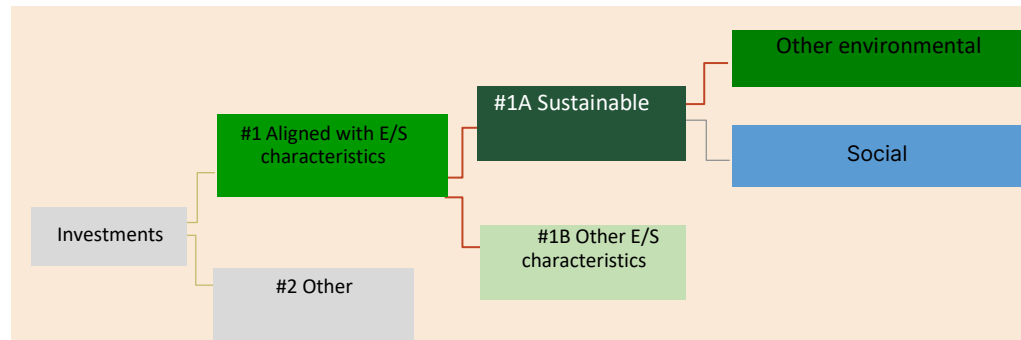 Other environmental
#1A Sustainable
#1 Aligned with E/S
characteristics
Social
Investments
#1B Other E/S
characteristics
#2 Other